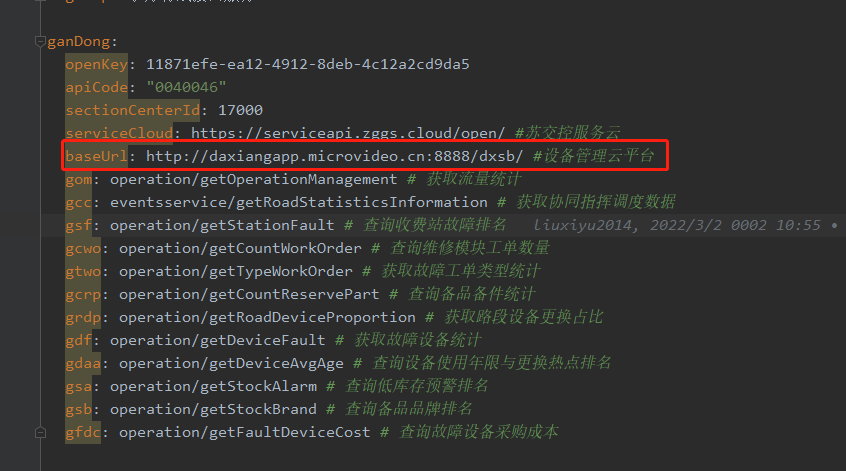 ganDong:
openKey: 11871efe-ea12-4912-8deb-4c12a2cd9da5
apiCode: "0040046"
sectionCenterId: 17000
serviceCloud: https://serviceapi.zggs.cloud/open/ #苏交控服务云
baseUrl: http://daxiangapp.microvideo.cn:8888/dxsb/ #设备管理云平台
gom: operation/getOperationManagement # 获取流量统计
gcc: eventsservice/getRoadStatisticsInformation # 获取协同指挥调度数据
gsf: operation/getStationFault # 查询收费站故障排名 liuxiyu2014, 2022/3/2 0002 10:55 •
gcwo: operation/getCountWorkOrder # 查询维修模块工单数量
gtwo: operation/getTypeWorkOrder # 获取故障工单类型统计
gcrp: operation/getCountReservePart # 查询备品备件统计
grdp: operation/getRoadDeviceProportion # 获取路段设备更换占比
gdf: operation/getDeviceFault # 获取故障设备统计
gdaa: operation/getDeviceAvgAge # 查询设备使用年限与更换热点排名
gsa: operation/getStockAlarm # 查询低库存预警排名
gsb: operation/getStockBrand # 查询备品品牌排名
gfdc: operation/getFaultDeviceCost # 查询故障设备采购成本